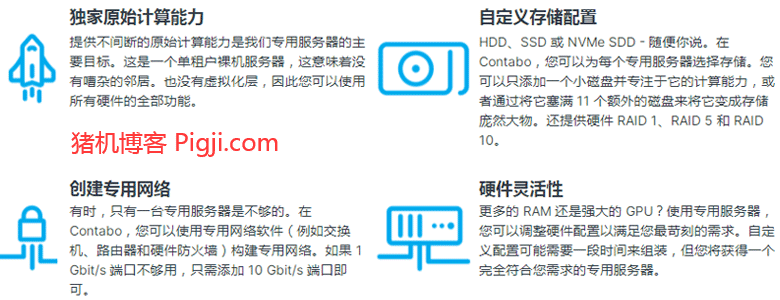 独家原始计算能力
提供不间断的原始计算能力是我们专用服务器的主
要目标。这是一个单租户裸机服务器，这意味着没
有嘈杂的邻居。也没有虚拟化层，因此您可以使用
所有硬件的全部功能。
自定义存储配置
HDD、SSD 或 NVMe SDD - 随便你说。在
Contabo，您可以为每个专用服务器选择存储。您
可以只添加一个小磁盘并专注于它的计算能力，或
者通过将它塞满 11 个额外的磁盘来将它变成存储
庞然大物。还提供硬件 RAID 1、RAID 5 和 RAID
10。
猪机博客 Pigji.com
创建专用网络
有时，只有一台专用服务器是不够的。在
Contabo，您可以使用专用网络软件（例如交换
机、路由器和硬件防火墙）构建专用网络。如果 1
Gbit/s 端口不够用，只需添加 10 Gbit/s 端口即
可。
硬件灵活性
更多的 RAM 还是强大的 GPU？使用专用服务器，
您可以调整硬件配置以满足您最苛刻的需求。自定
义配置可能需要一段时间来组装，但您将获得一个
完全符合您需求的专用服务器。